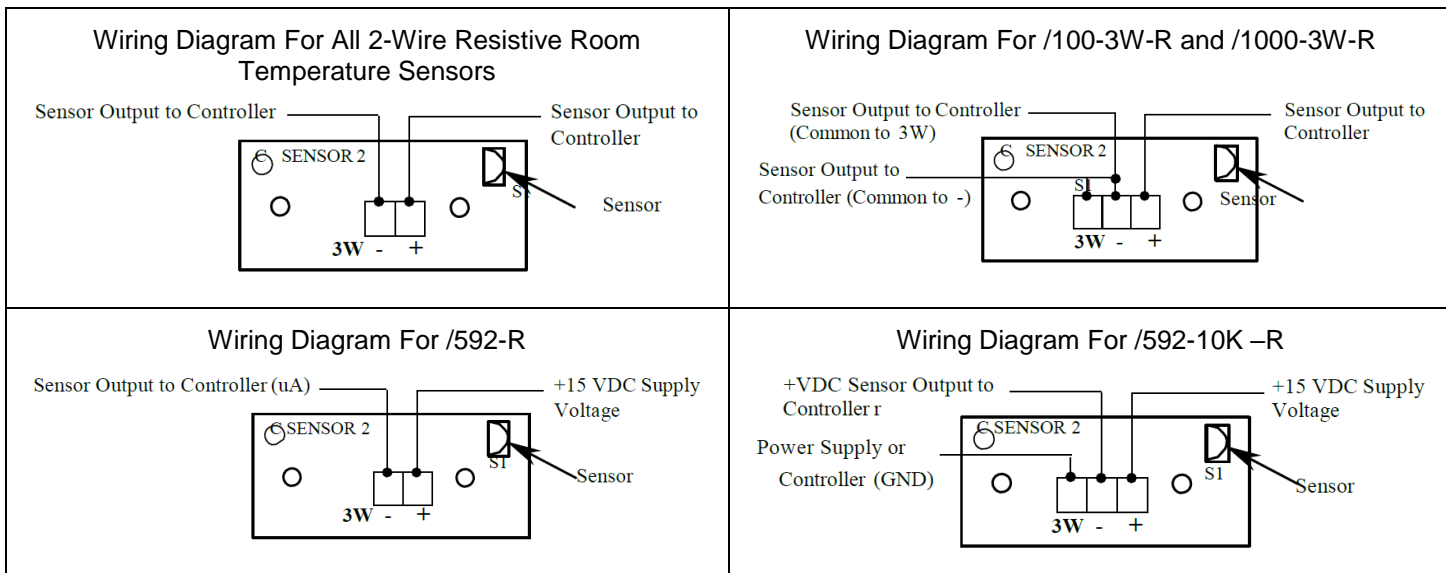 Wiring Diagram For All 2-Wire Resistive Room
Temperature Sensors
Sensor Output to Controller
Sensor Output to
Controller
C SENSOR 2
S1
Sensor
3W - +
Wiring Diagram For /100-3W-R and /1000-3W-R
Sensor Output to Controller
(Common to 3W)
Sensor Output to
Controller
C SENSOR 2
Sensor Output to
Controller (Common to -)
S1
Sensor
3W - +
Wiring Diagram For /592-R
Sensor Output to Controller (uA)
+15 VDC Supply
Voltage
C SENSOR 2
S1
Sensor
3W - +
Wiring Diagram For /592-10K –R
+VDC Sensor Output to
Controller r
+15 VDC Supply
Voltage
C SENSOR 2
Power Supply or
Controller (GND)
S1
Sensor
3W - +